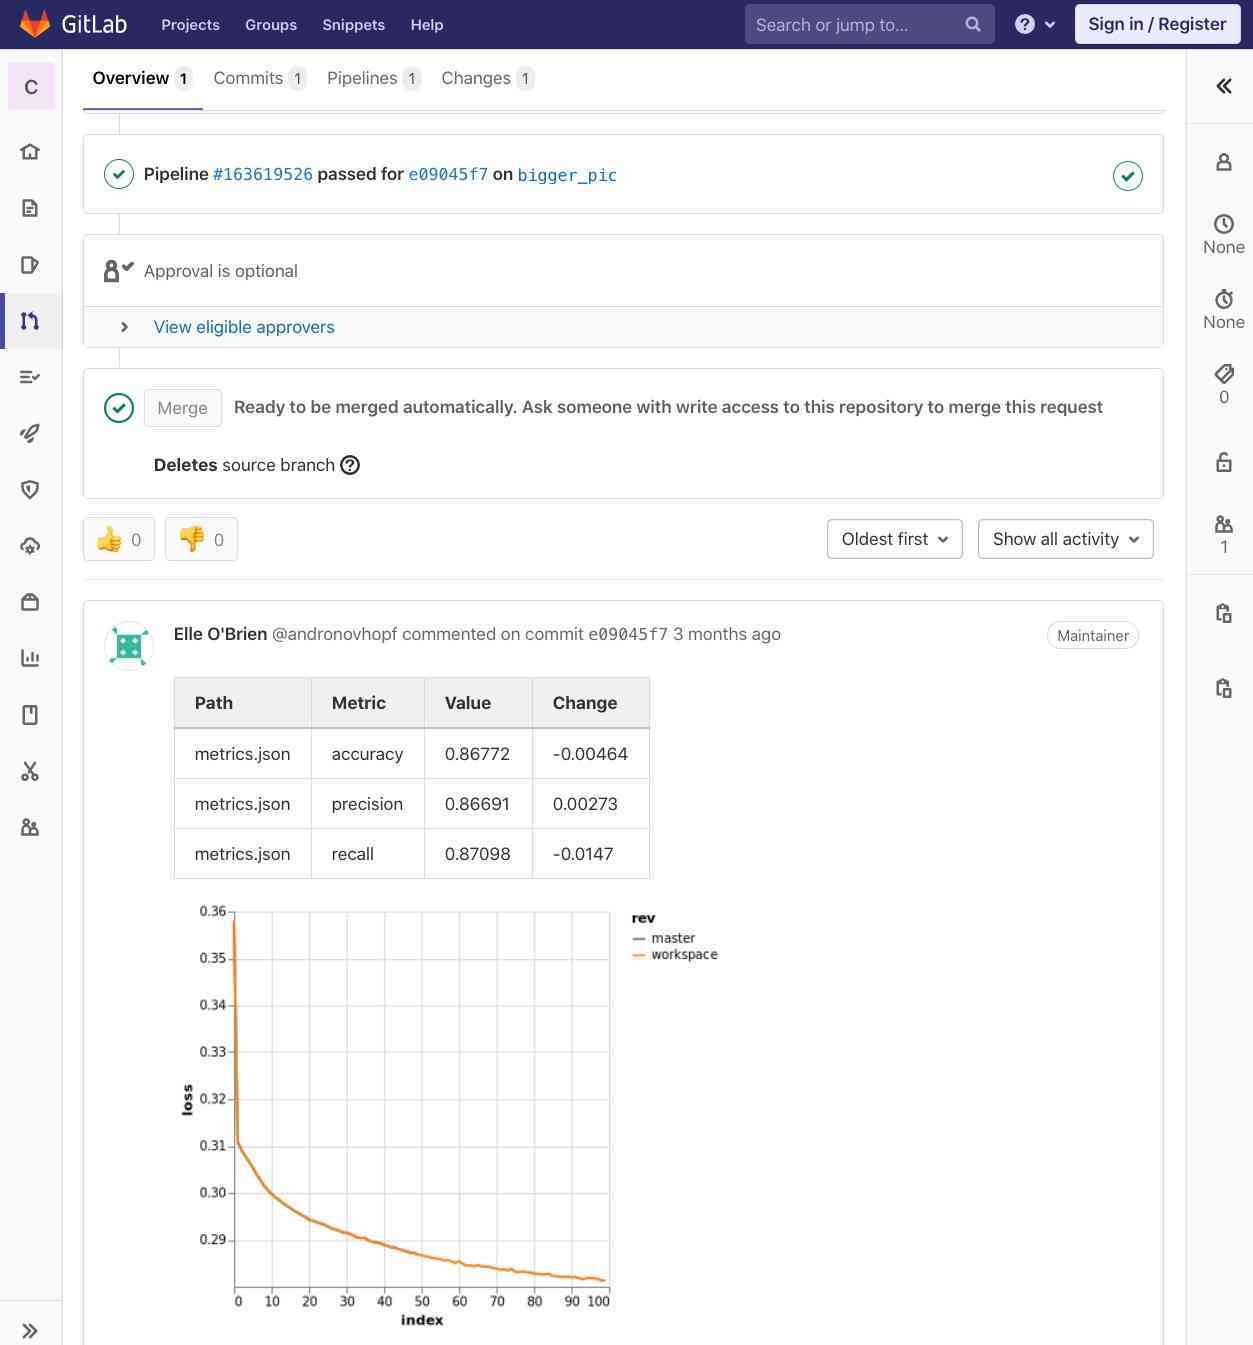 GitLab Projects Groups Snippets Help Search or jump to... Sign in / Register
C
Overview 1 Commits 1 Pipelines 1 Changes 1
Pipeline #163619526 passed for e09045f7 on bigger_pic
Approval is optional
View eligible approvers
Merge Ready to be merged automatically. Ask someone with write access to this repository to merge this request
Deletes source branch
0 0 Oldest first Show all activity
None
None
0
1
Elle O'Brien @andronovhopf commented on commit e09045f7 3 months ago Maintainer
Path Metric Value Change
metrics.json accuracy 0.86772 -0.00464
metrics.json precision 0.86691 0.00273
metrics.json recall 0.87098 -0.0147
rev
master
workspace
0.36
0.35
0.34
0.33
0.32
0.31
0.30
0.29
loss
0 10 20 30 40 50 60 70 80 90 100
index